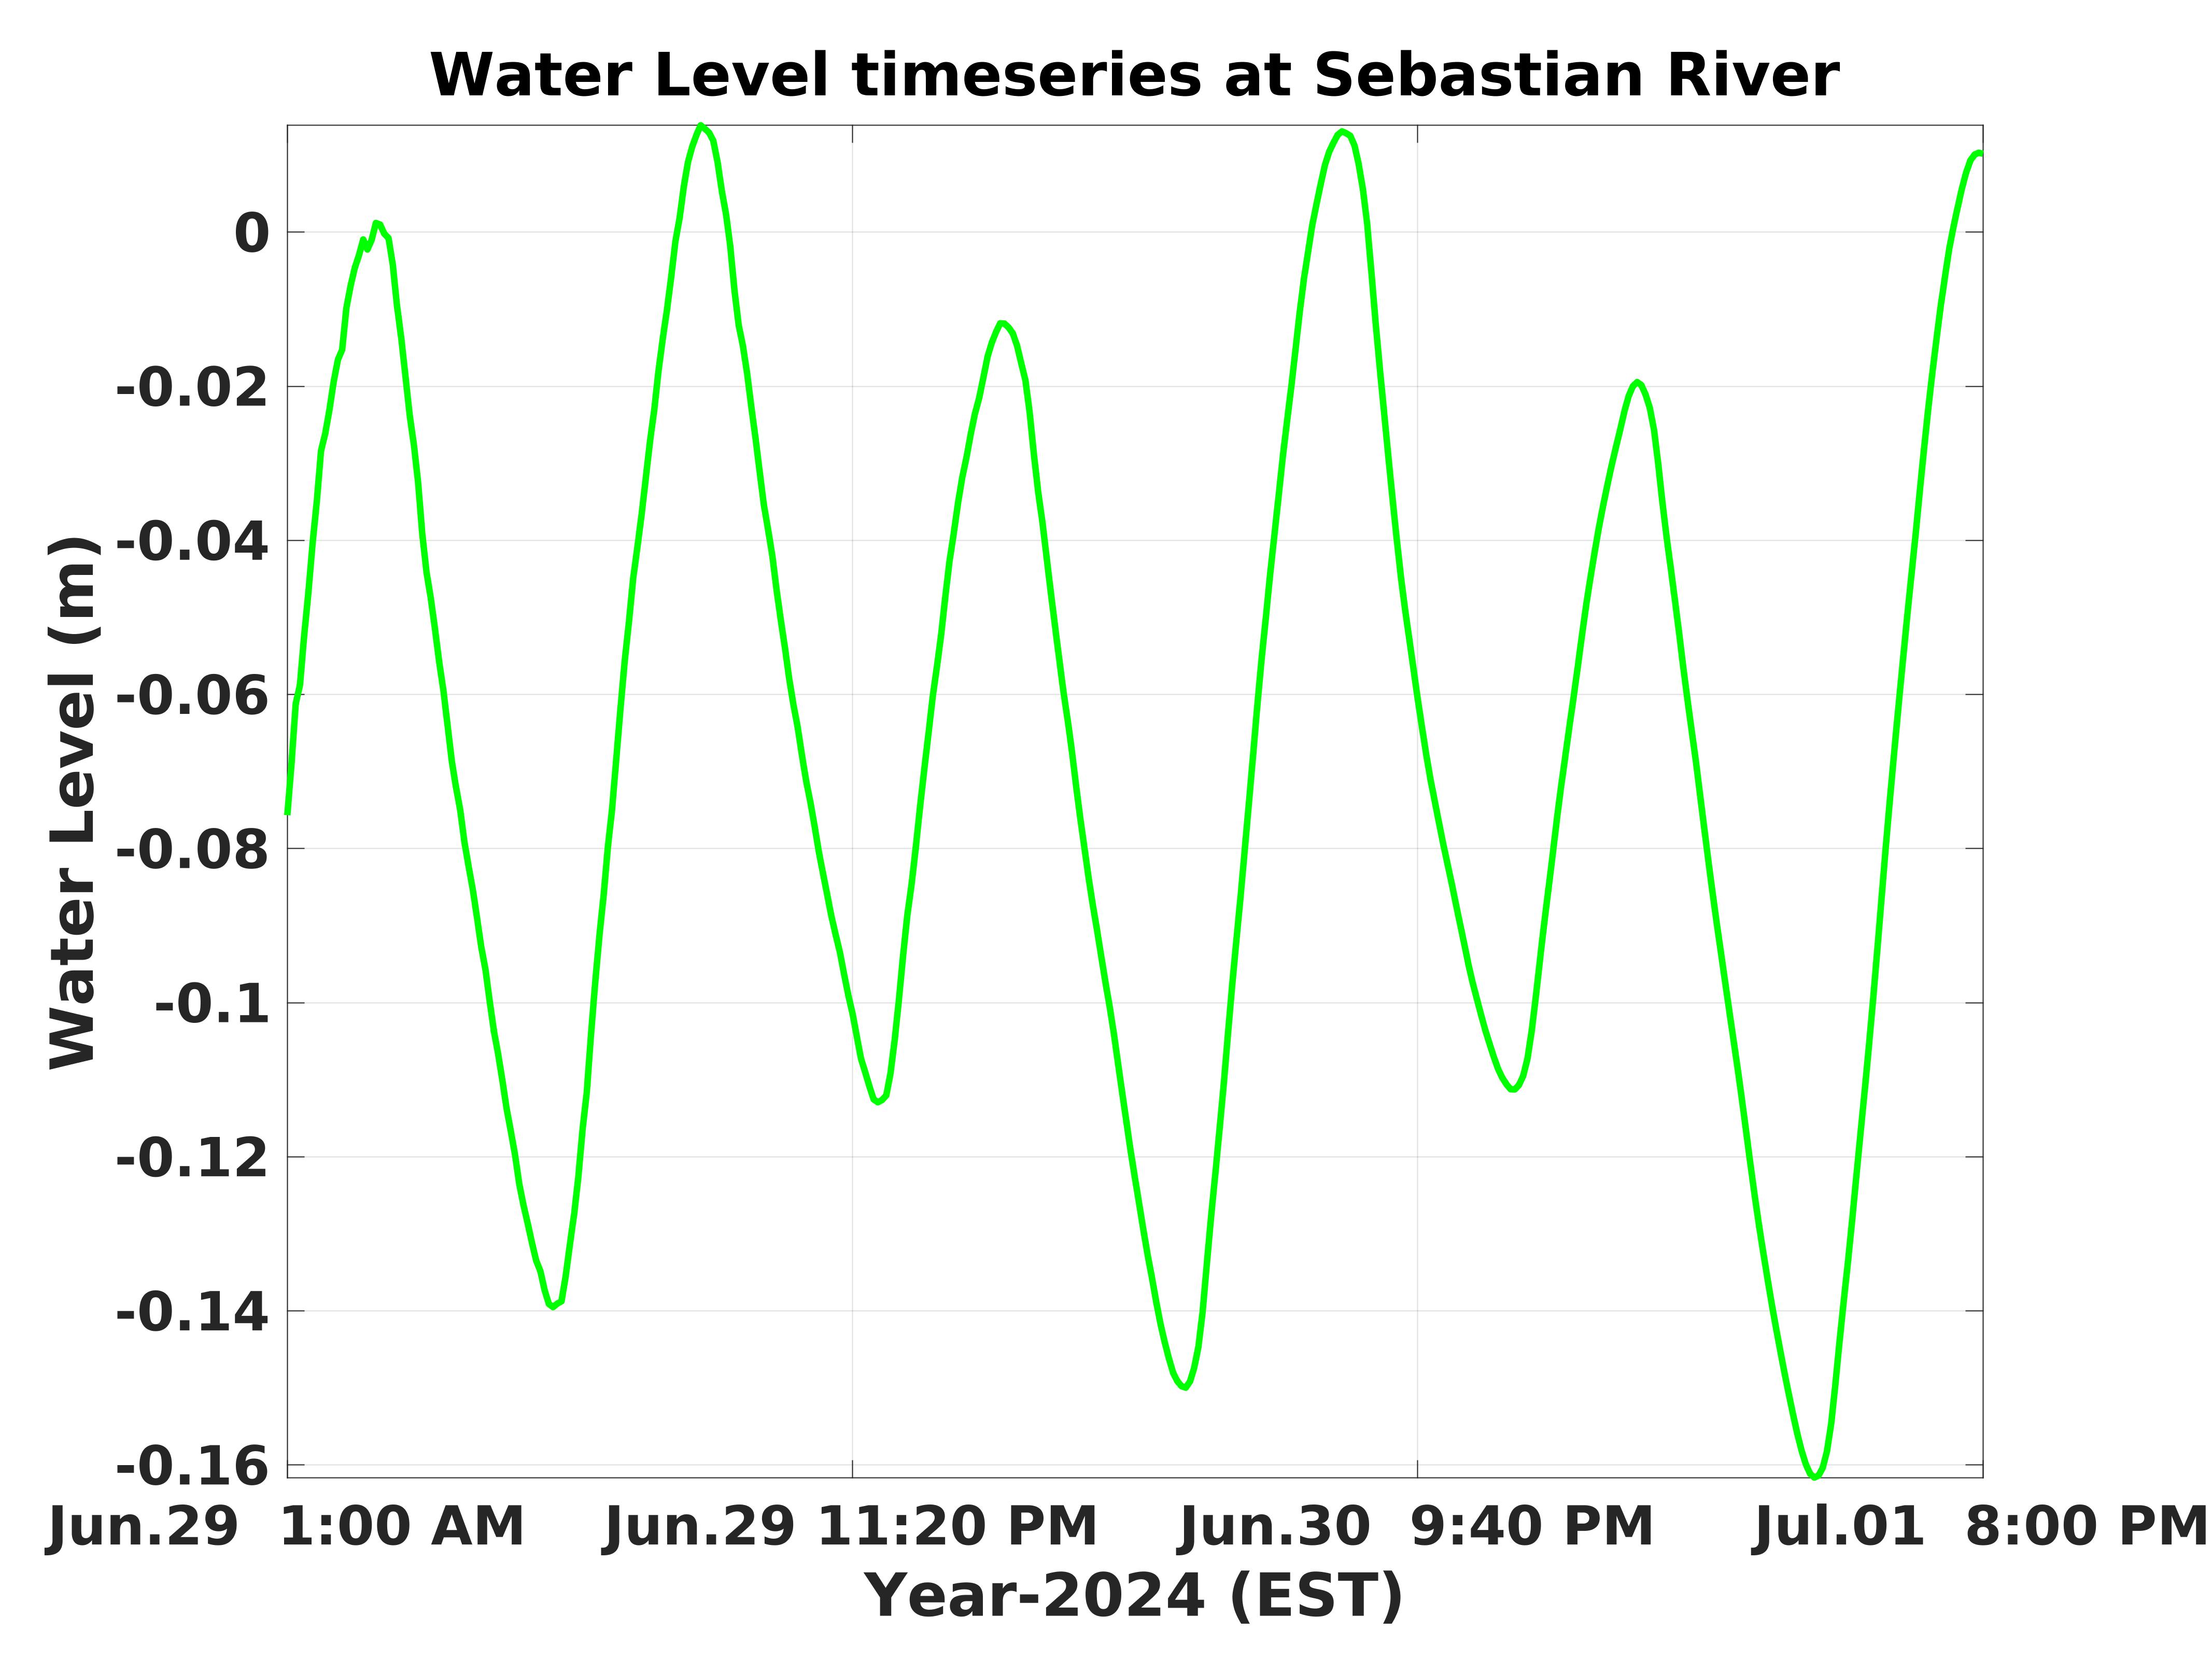 Water Level timeseries at Sebastian River
Water Level (m)
0
-0.02
-0.04
-0.06
-0.08
-0.1
-0.12
-0.14
-0.16
Jun.29 1:00 AM
Jun.29 11:20 PM
Jun.30 9:40 PM
Jul.01 8:00 PM
Year-2024 (EST)